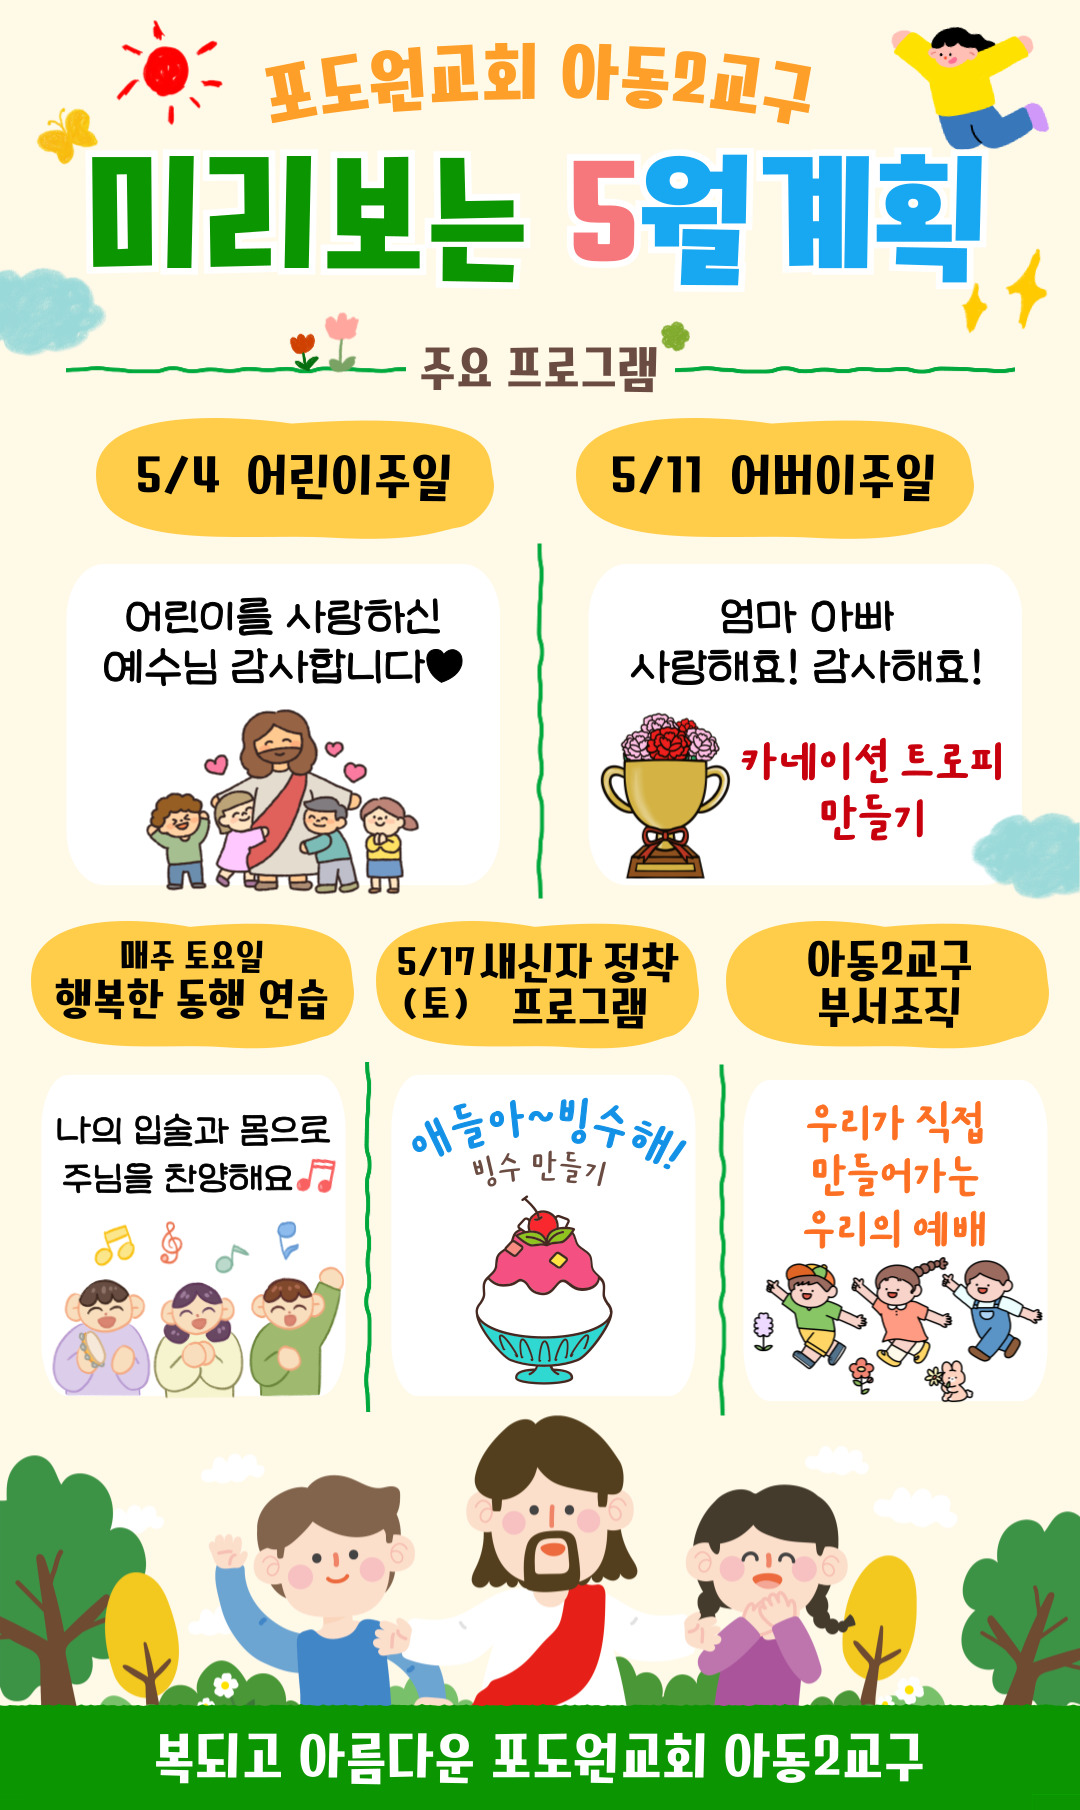 포도원교회 아동2교구
미리보는 5월계획
주요 프로그램
5/4 어린이주일
어린이를 사랑하신
예수님 감사합니다♥
5/11 어버이주일
엄마 아빠
사랑해요! 감사해요!
카네이션 트로피
만들기
매주 토요일
행복한 동행 연습
나의 입술과 몸으로
주님을 찬양해요
5/17 새신자 정착
(토) 프로그램
얘들아~빙수해!
빙수 만들기
아동2교구
부서조직
우리가 직접
만들어가는
우리의 예배
복되고 아름다운 포도원교회 아동2교구